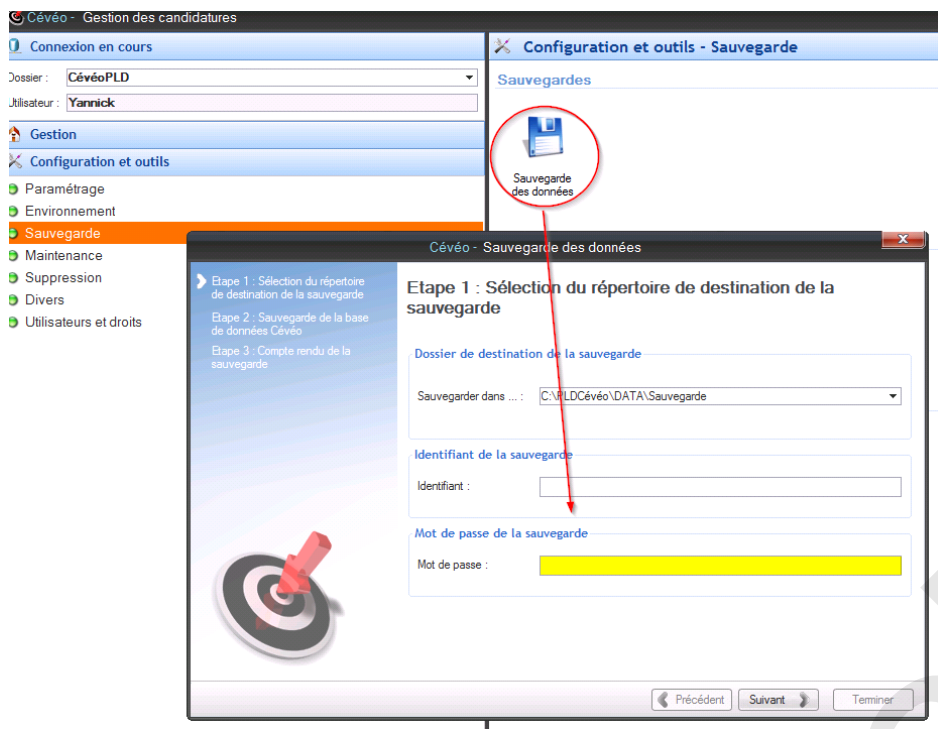 Cévéo - Gestion des candidatures
Connexion en cours
Dossier : CévéoPLD
Utilisateur : Yannick
Gestion
Configuration et outils
Paramétrage
Environnement
Sauvegarde
Maintenance
Suppression
Divers
Utilisateurs et droits
Configuration et outils - Sauvegarde
Sauvegardes
Sauvegarde
des données
Cévéo - Sauvegarde des données
X
Etape 1 : Sélection du répertoire
de destination de la sauvegarde
Etape 2 : Sauvegarde de la base
de données Cévéo
Etape 3 : Compte rendu de la
sauvegarde
Etape 1 : Sélection du répertoire de destination de la
sauvegarde
Dossier de destination de la sauvegarde
Sauvegarder dans ... : C:\PLDCévéo\DATA\Sauvegarde
Identifiant de la sauvegarde
Identifiant :
Mot de passe de la sauvegarde
Mot de passe :
Précédent Suivant Terminer